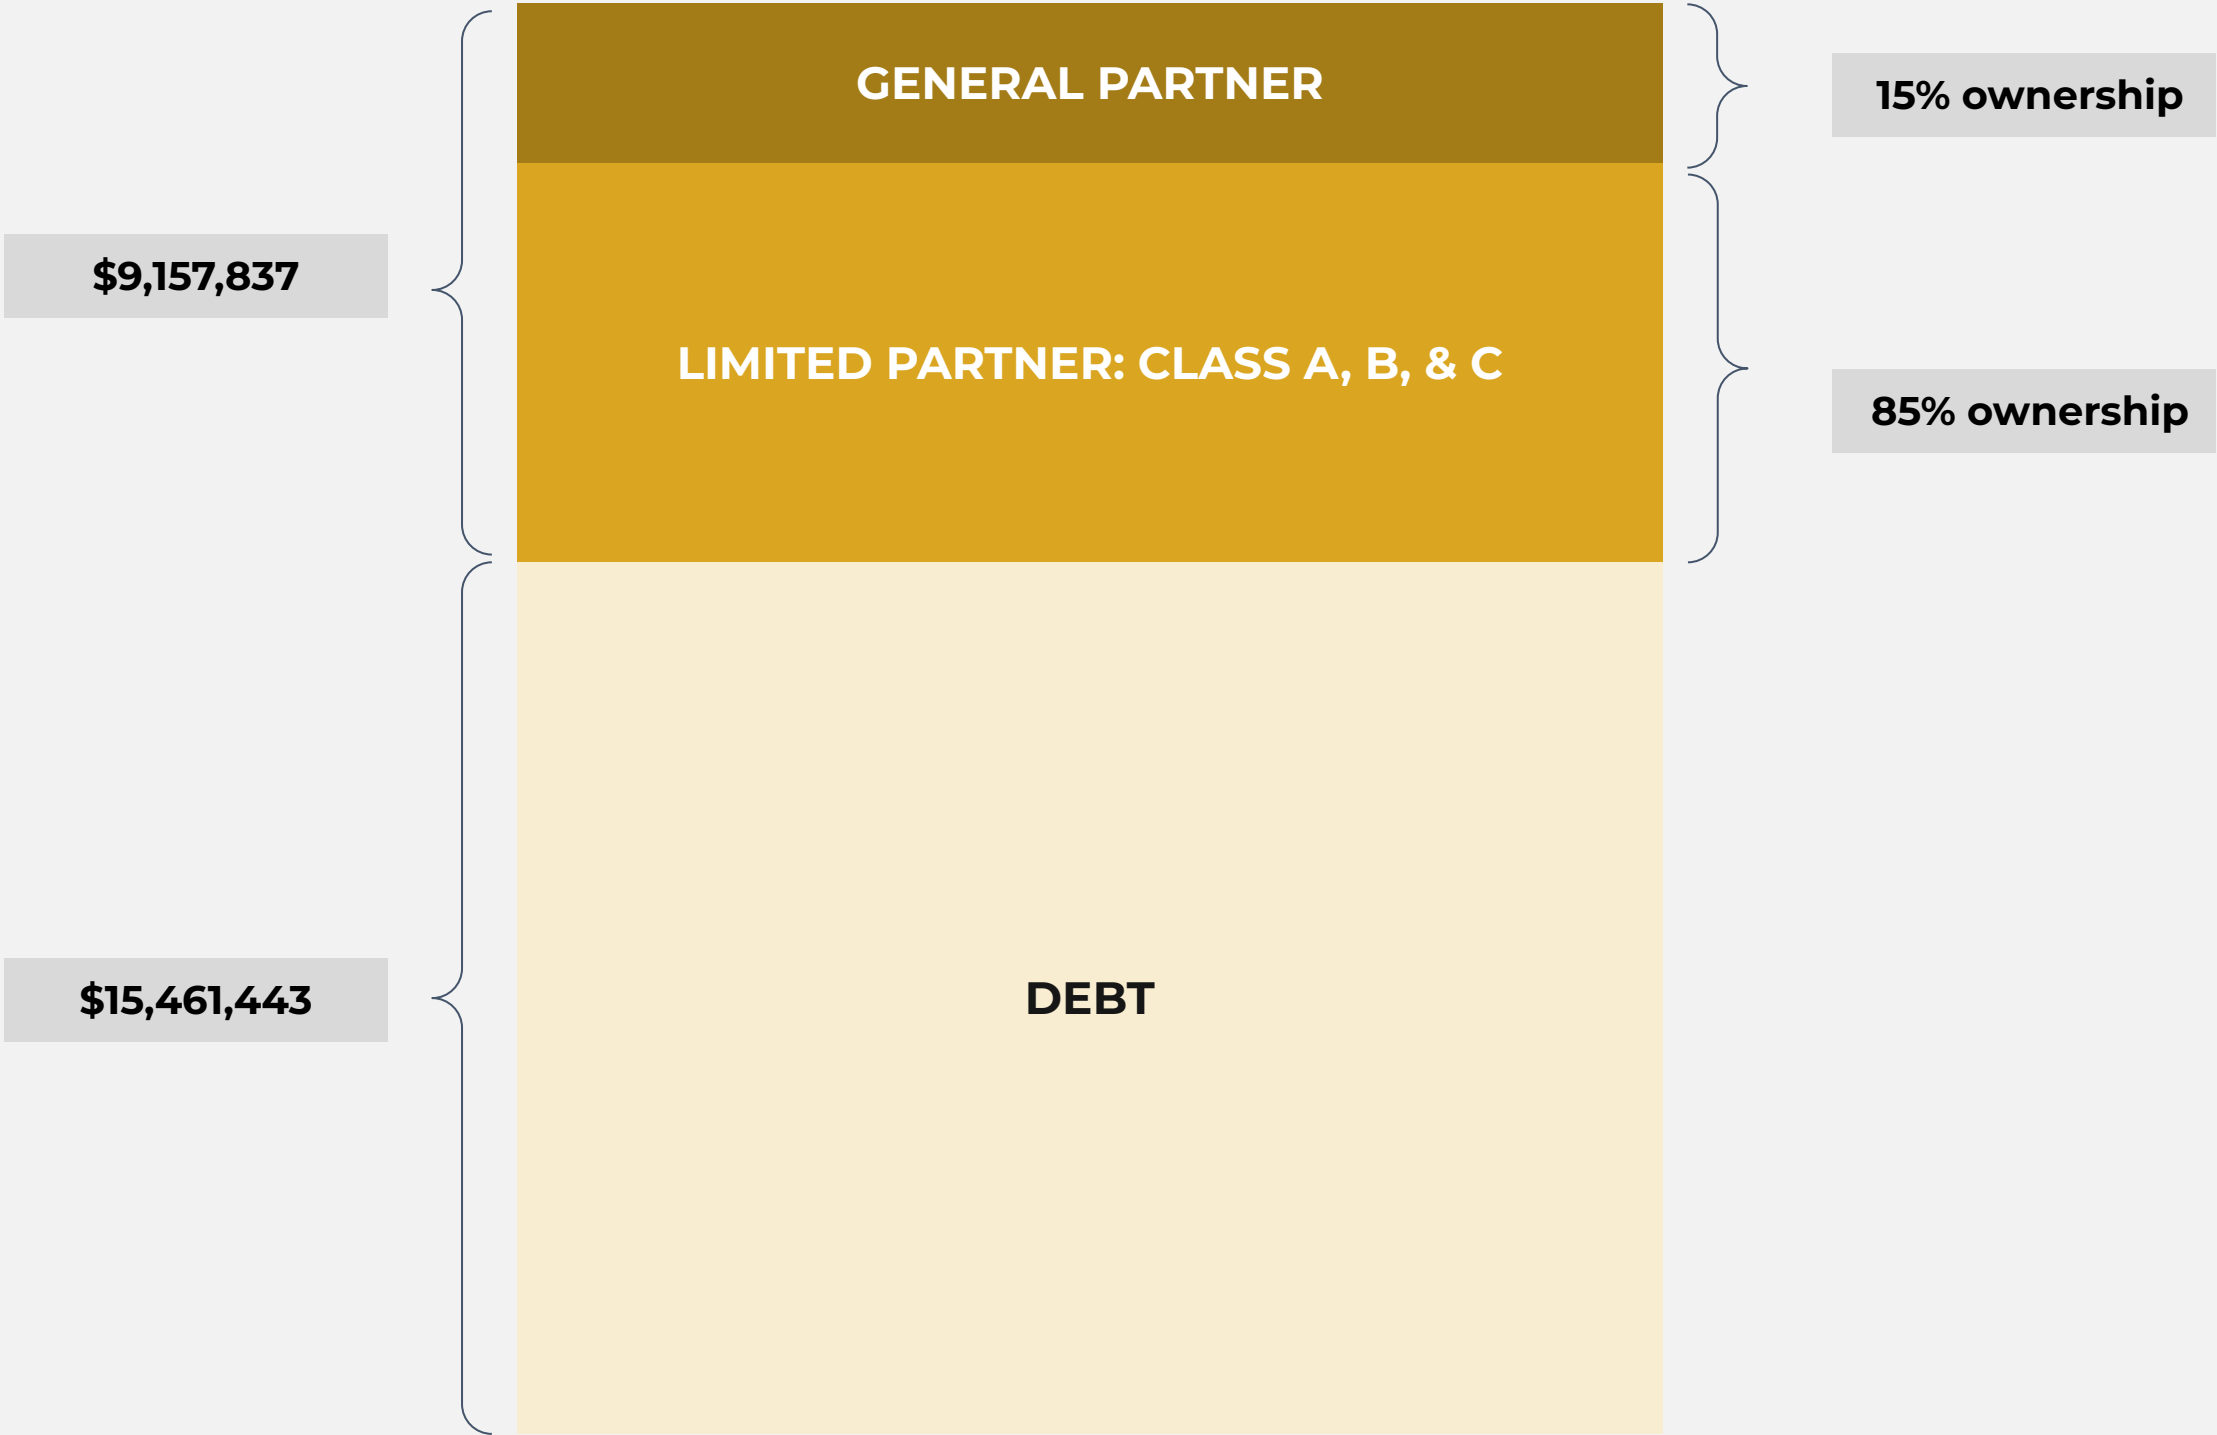 GENERAL PARTNER
15% ownership
$9,157,837
LIMITED PARTNER: CLASS A, B, & C
85% ownership
$15,461,443
DEBT